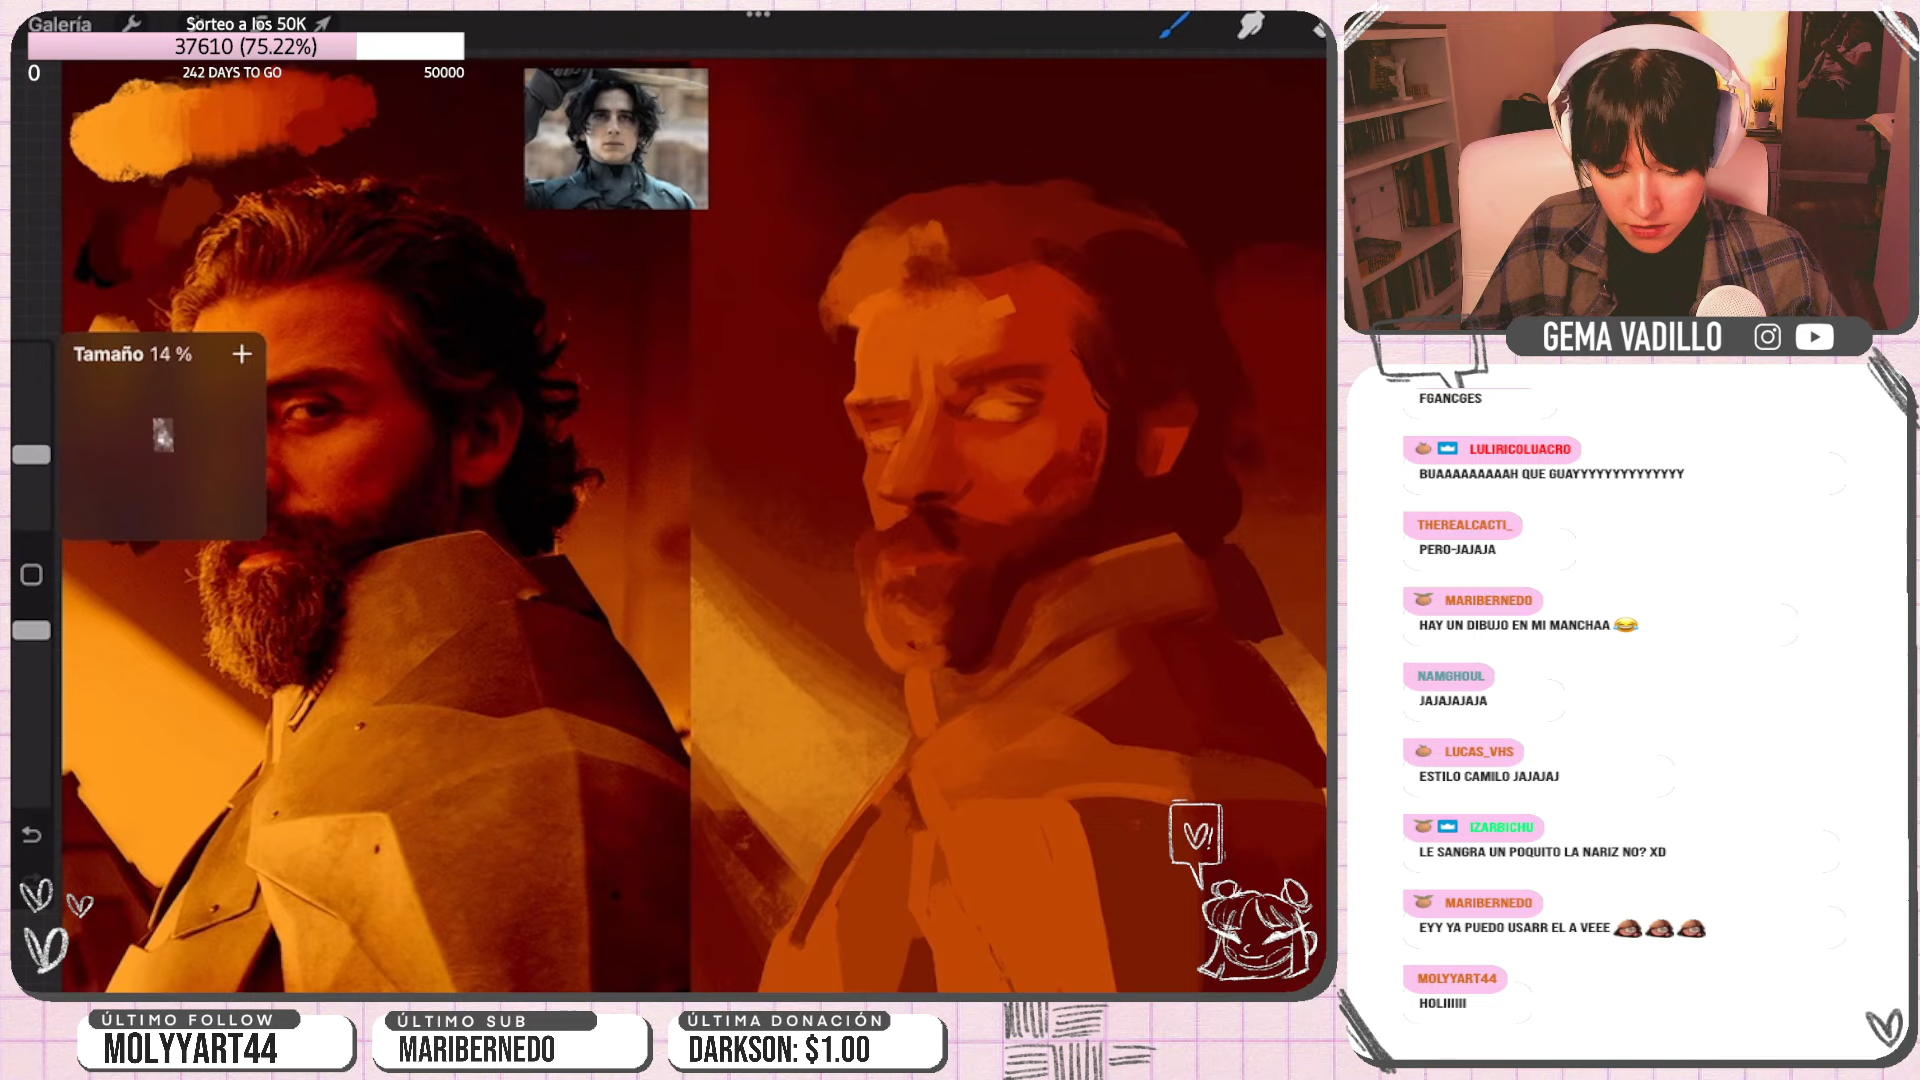 Galería
Sorteo a los 50K
37610 (75.22%)
0
242 DAYS TO GO
50000
Tamaño 14 %
GEMA VADILLO
FGANCGES
LULIRICOLUACRO
BUAAAAAAAAAH QUE GUAYYYYYYYYYYYYYY
THEREALCACTI_
PERO-JAJAJA
MARIBERNEDO
HAY UN DIBUJO EN MI MANCHAA 😂
NAMGHOUL
JAJAJAJAJA
LUCAS_VHS
ESTILO CAMILO JAJAJAJ
IZARBICHU
LE SANGRA UN POQUITO LA NARIZ NO? XD
MARIBERNEDO
EYY YA PUEDO USARR EL A VEEE
MOLYYART44
HOLIIIIII
ÚLTIMO FOLLOW
MOLYYART44
ÚLTIMO SUB
MARIBERNEDO
ÚLTIMA DONACIÓN
DARKSON: $1.00